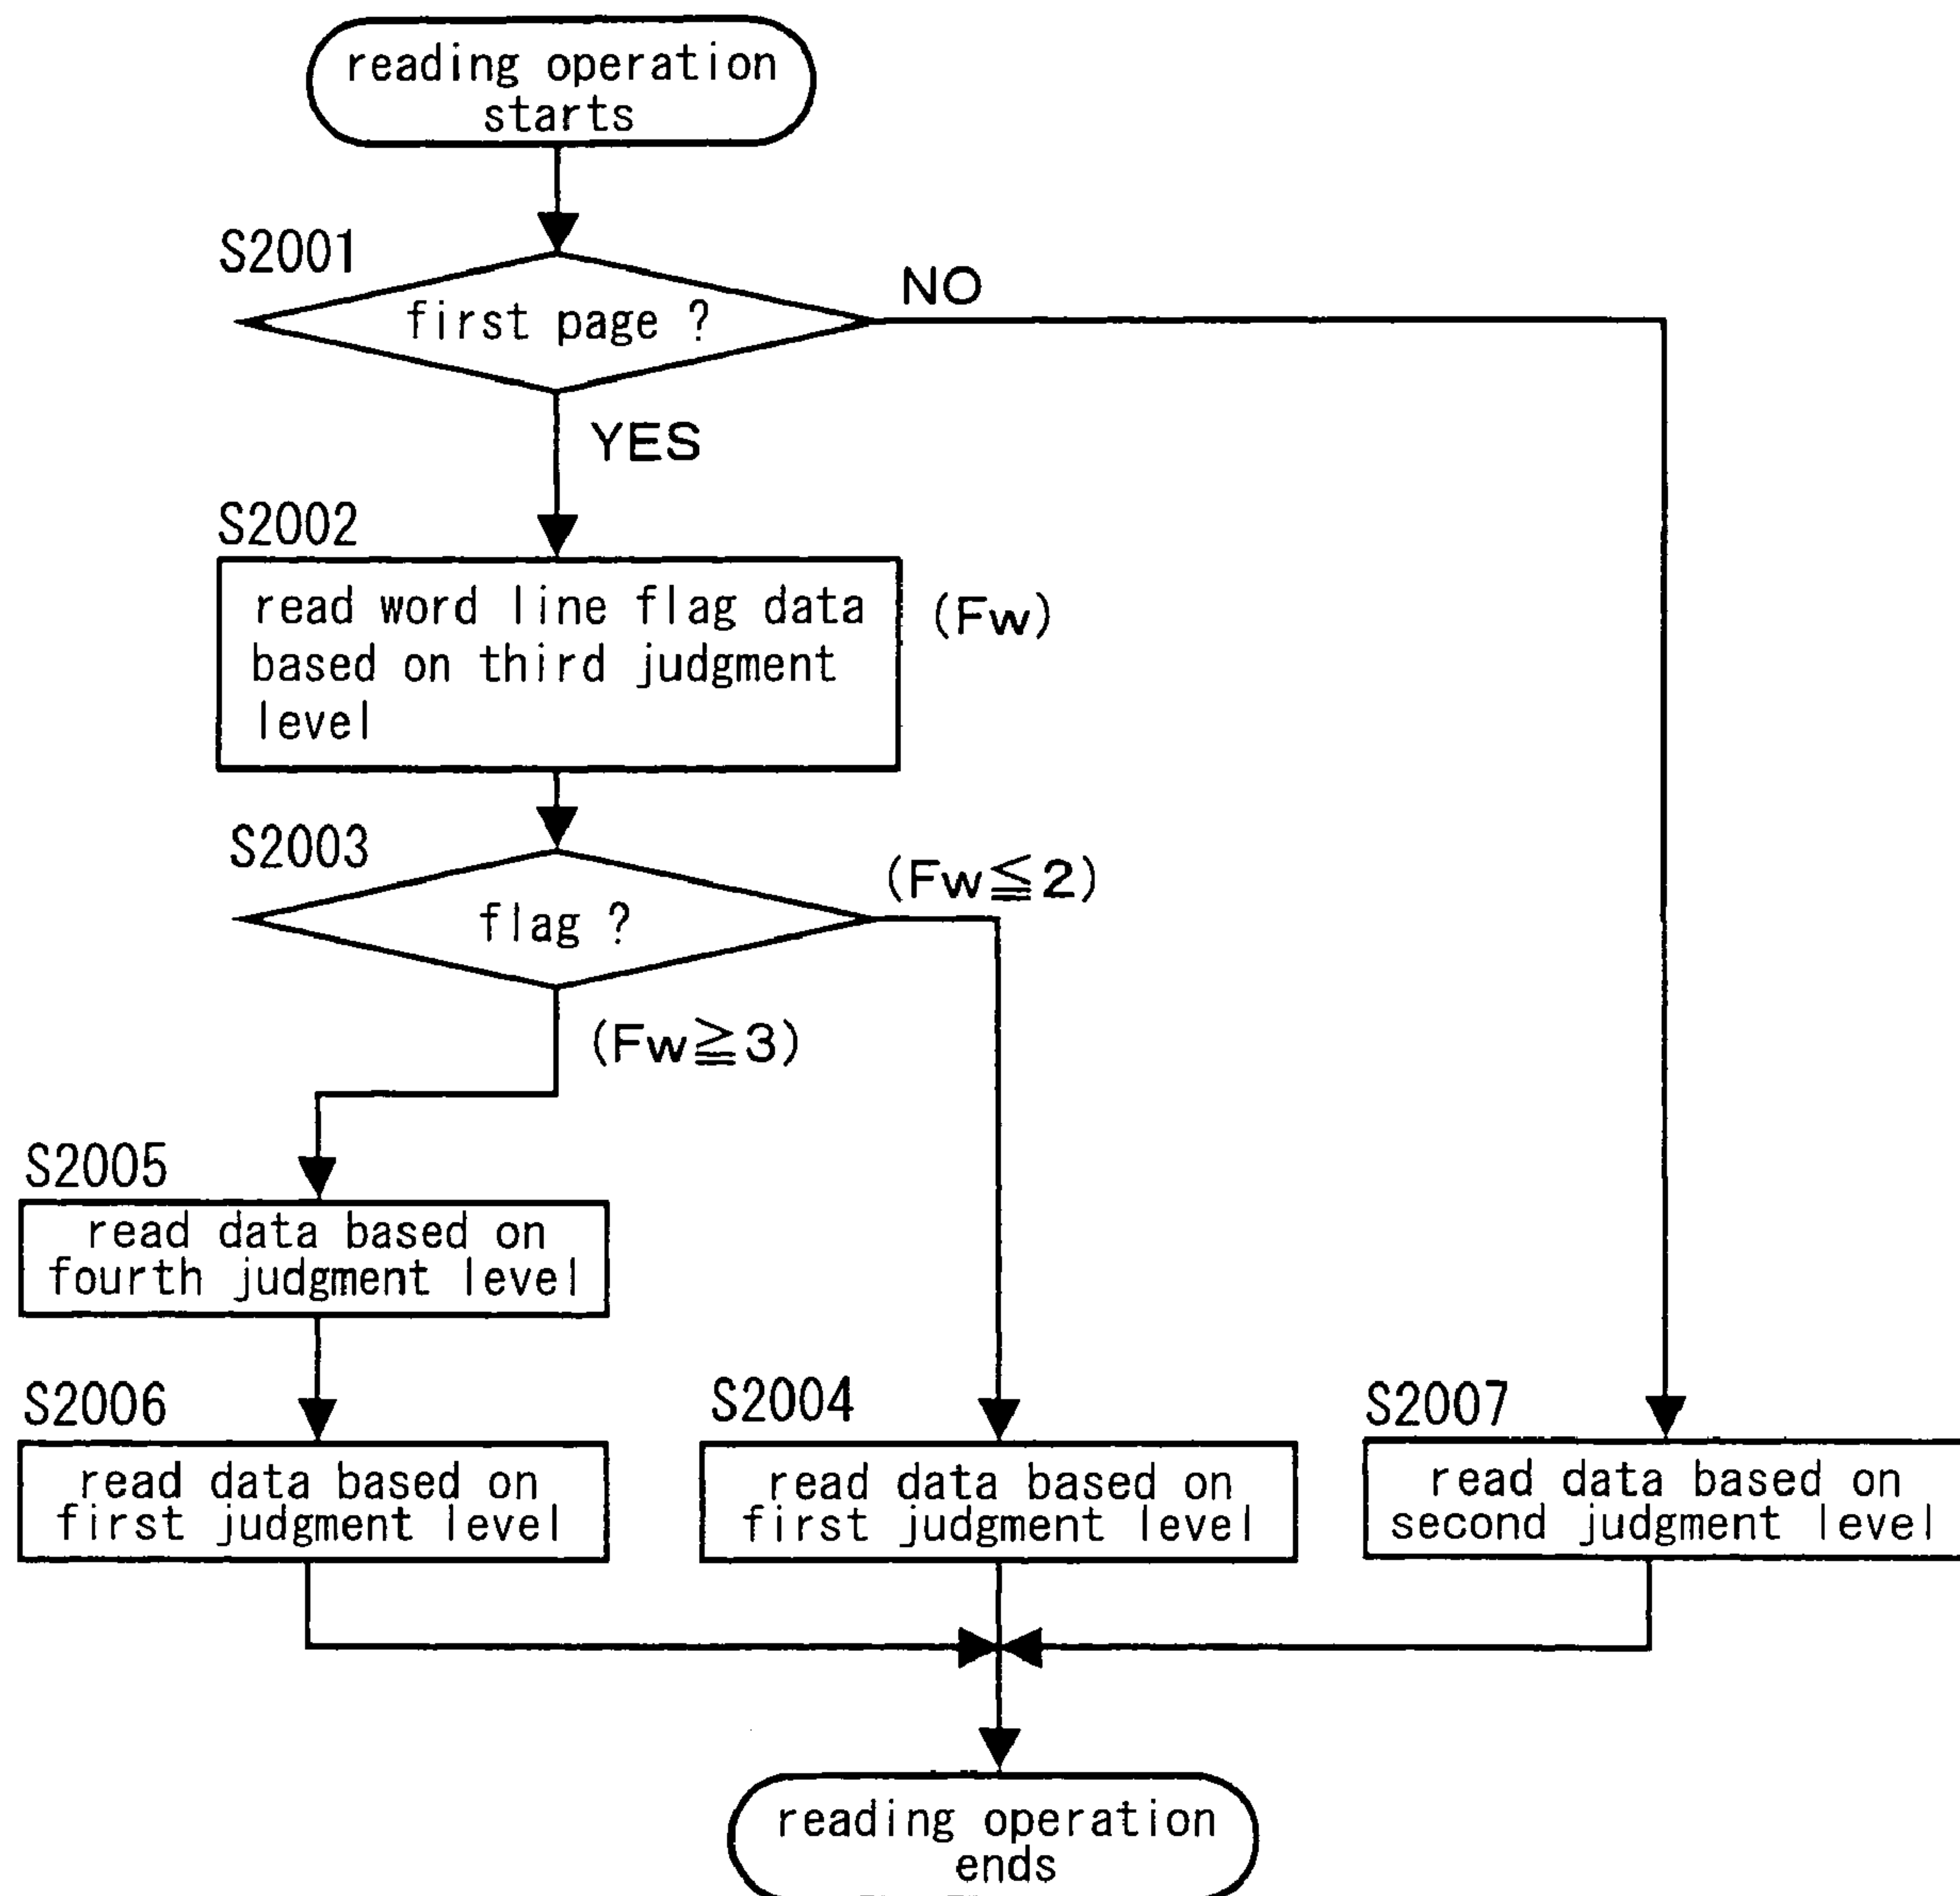 reading operation
starts
S2001
first page ?
NO
YES
S2002
read word line flag data
based on third judgment
level
(Fw)
S2003
flag ?
(Fw≦2)
(Fw≧3)
S2005
read data based on
fourth judgment level
S2006
read data based on
first judgment level
S2004
read data based on
first judgment level
S2007
read data based on
second judgment level
reading operation
ends